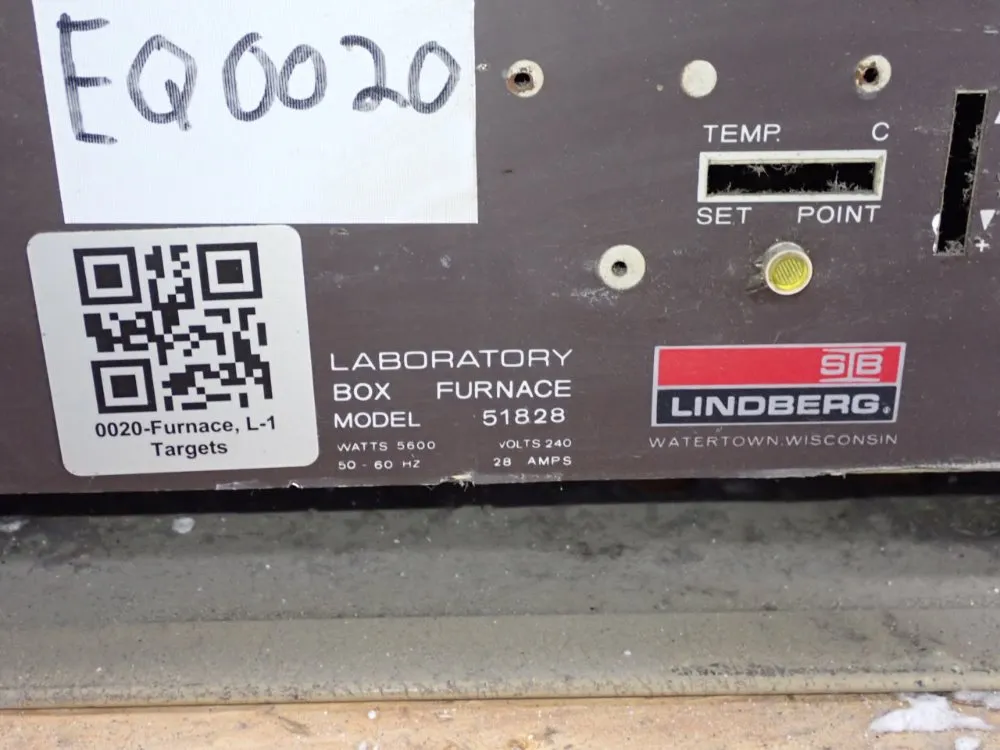 EQ0020
TEMP. C
SET POINT
+
0020-Furnace, L-1
Targets
LABORATORY
BOX FURNACE
MODEL 51828
WATTS 5600 VOLTS 240
50 - 60 HZ 28 AMPS
SB
LINDBERG
WATERTOWN, WISCONSIN